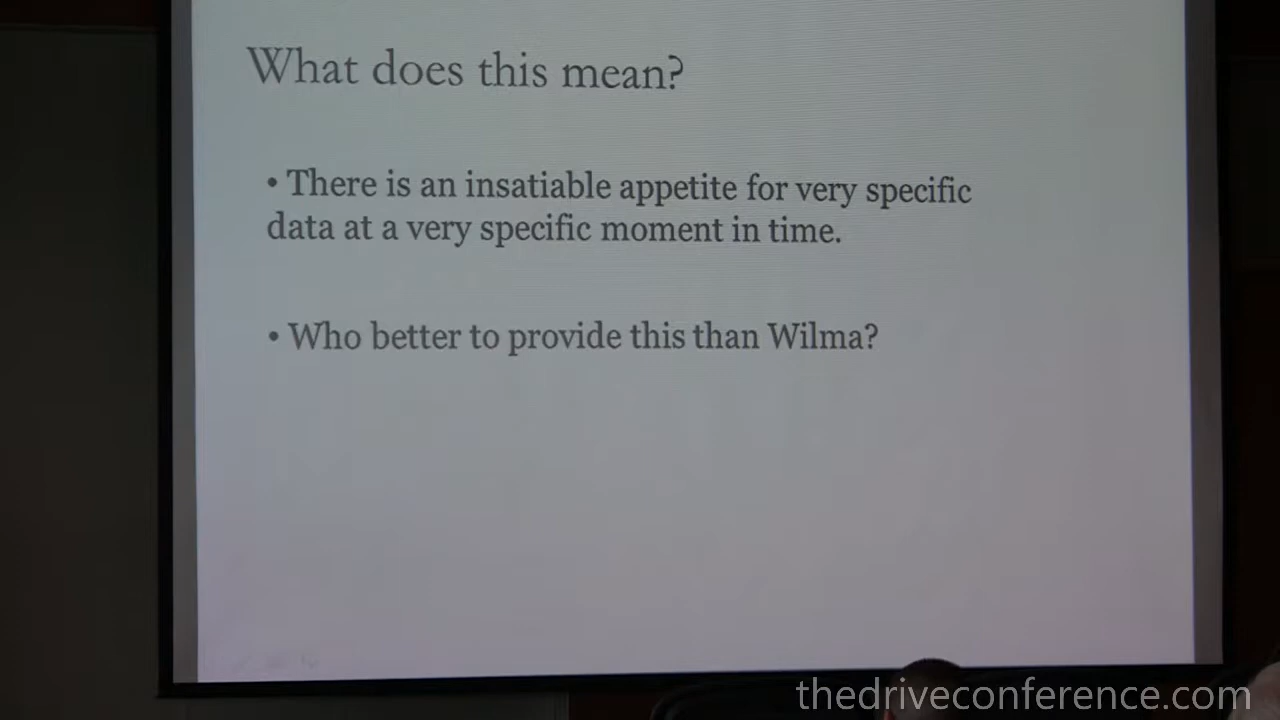 What does this mean?
• There is an insatiable appetite for very specific
data at a very specific moment in time.
• Who better to provide this than Wilma?
thedriveconference.com